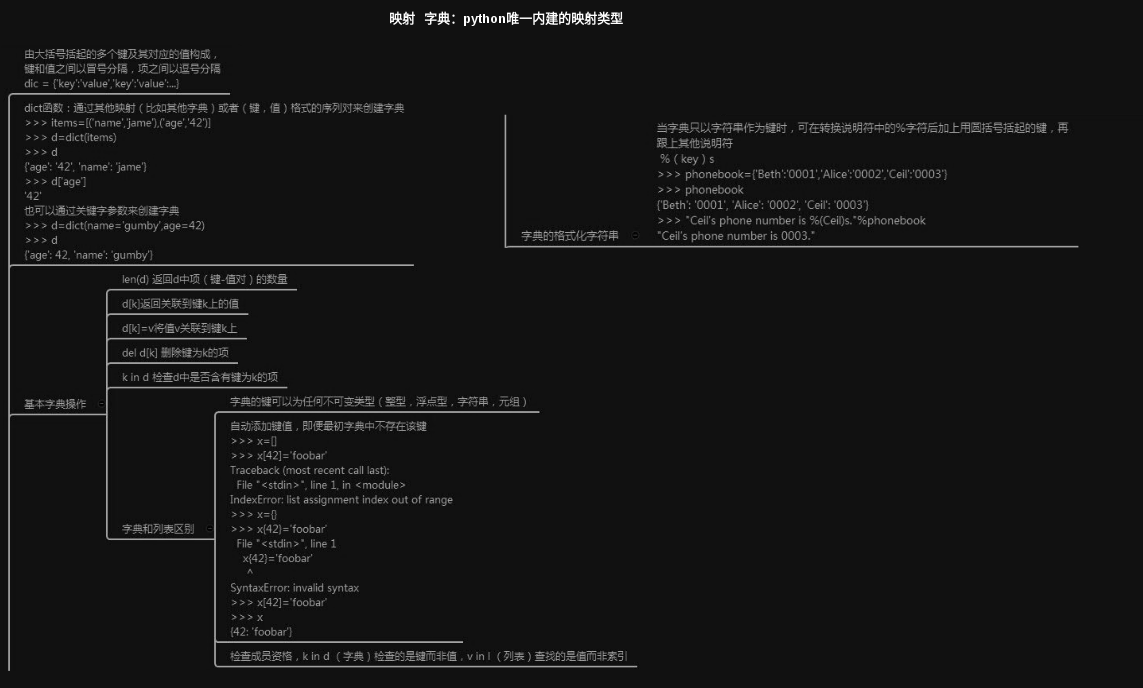 映射 字典：python唯一内建的映射类型
由大括号括起的多个键及其对应的值构成，
键和值之间以冒号分隔，项之间以逗号分隔
dic = {'key':'value','key':'value':...}
dict函数：通过其他映射（比如其他字典）或者（键，值）格式的序列对来创建字典
>>> items=[('name','jame'),('age','42')]
>>> d=dict(items)
>>> d
{'age': '42', 'name': 'jame'}
>>> d['age']
'42'
也可以通过关键字参数来创建字典
>>> d=dict(name='gumby',age=42)
>>> d
{'age': 42, 'name': 'gumby'}
基本字典操作
len(d) 返回d中项（键-值对）的数量
d[k]返回关联到键k上的值
d[k]=v将值v关联到键k上
del d[k] 删除键为k的项
k in d 检查d中是否含有键为k的项
字典和列表区别
字典的键可以为任何不可变类型（整型，浮点型，字符串，元组）
自动添加键值，即便最初字典中不存在该键
>>> x=[]
>>> x[42]='foobar'
Traceback (most recent call last):
File "<stdin>", line 1, in <module>
IndexError: list assignment index out of range
>>> x={}
>>> x{42}='foobar'
File "<stdin>", line 1
x{42}='foobar'
^
SyntaxError: invalid syntax
>>> x[42]='foobar'
>>> x
{42: 'foobar'}
检查成员资格，k in d （字典）检查的是键而非值，v in l （列表）查找的是值而非索引
字典的格式化字符串
当字典只以字符串作为键时，可在转换说明符中的%字符后加上用圆括号括起的键，再
跟上其他说明符
%（key）s
>>> phonebook={'Beth':'0001','Alice':'0002','Ceil':'0003'}
>>> phonebook
{'Beth': '0001', 'Alice': '0002', 'Ceil': '0003'}
>>> "Ceil's phone number is %(Ceil)s."%phonebook
"Ceil's phone number is 0003."